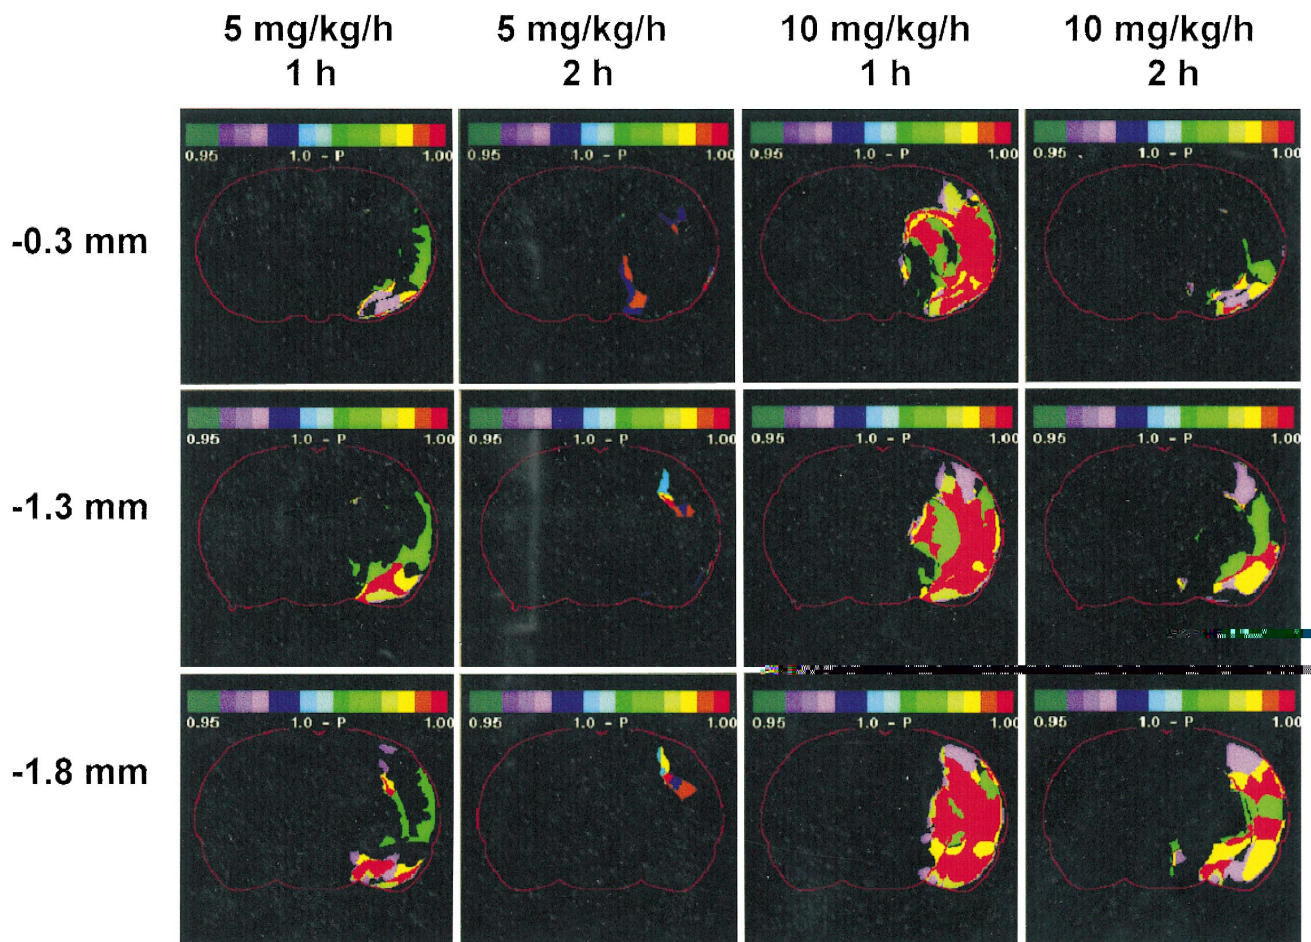 5 mg/kg/h 5 mg/kg/h 10 mg/kg/h 10 mg/kg/h
1 h 2 h 1 h 2 h
-0.3 mm
0.95 1.0 - P 1.00 0.95 1.0 - P 1.00 0.95 1.0 - P 1.00 0.95 1.0 - P 1.00
-1.3 mm
0.95 1.0 - P 1.00 0.95 1.0 - P 1.00 0.95 1.0 - P 1.00 0.95 1.0 - P 1.00
-1.8 mm
0.95 1.0 - P 1.00 0.95 1.0 - P 1.00 0.95 1.0 - P 1.00 0.95 1.0 - P 1.00